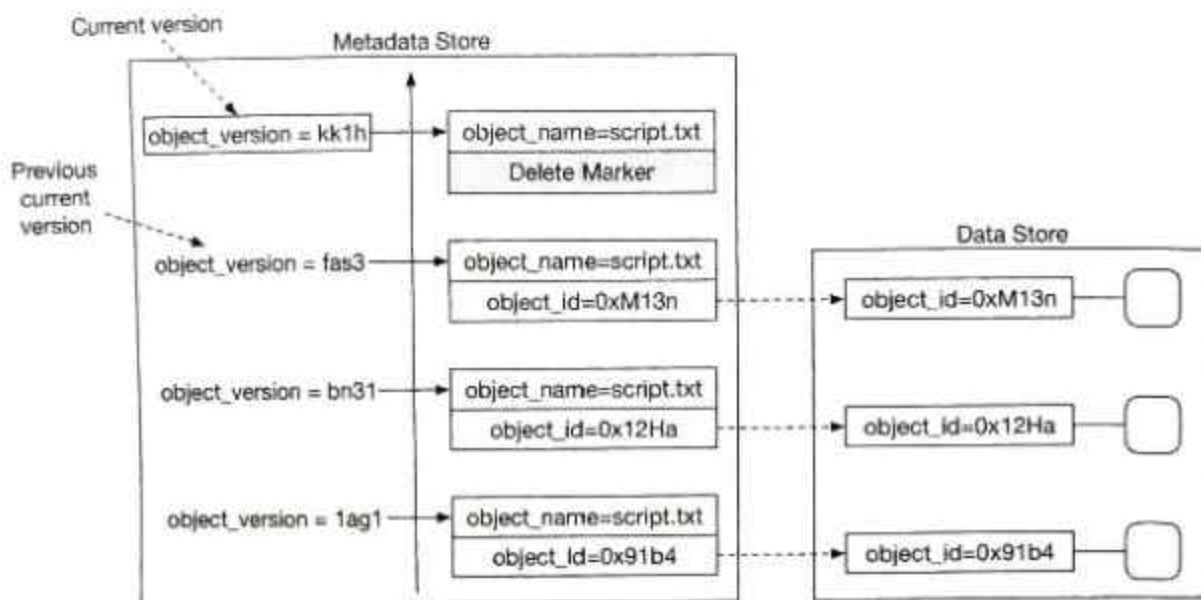 Current version
Metadata Store
object_version = kk1h
object_name=script.txt
Delete Marker
Previous
current
version
object_version = fas3
object_name=script.txt
object_id=0xM13n
Data Store
object_id=0xM13n
object_version = bn31
object_name=script.txt
object_id=0x12Ha
object_id=0x12Ha
object_version = 1ag1
object_name=script.txt
object_id=0x91b4
object_id=0x91b4